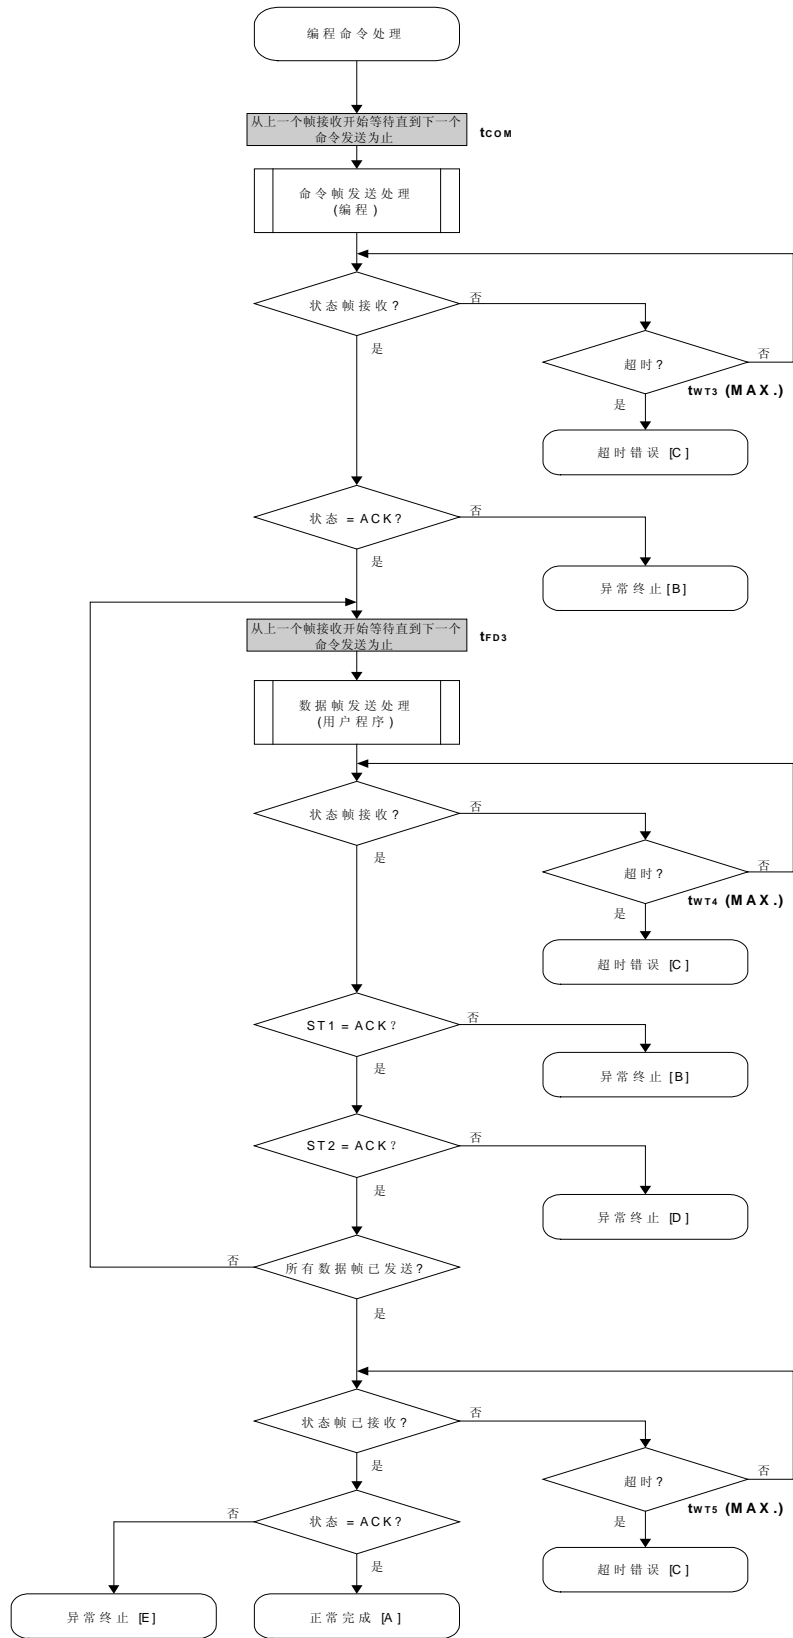 编程命令处理
从上一个帧接收开始等待直到下一个
命令发送为止
tCOM
命令帧发送处理
(编程)
状态帧接收?
否
是
超时?
否
tWT3 (MAX.)
是
超时错误 [C]
状态 = ACK?
否
是
异常终止 [B]
从上一个帧接收开始等待直到下一个
命令发送为止
tFD3
数据帧发送处理
(用户程序)
状态帧接收?
否
是
超时?
否
tWT4 (MAX.)
是
超时错误 [C]
ST1 = ACK?
否
是
异常终止 [B]
ST2 = ACK?
否
是
异常终止 [D]
否
所有数据帧已发送?
是
状态帧已接收?
否
是
超时?
否
tWT5 (MAX.)
是
超时错误 [C]
否
状态 = ACK?
是
异常终止 [E]
正常完成 [A]